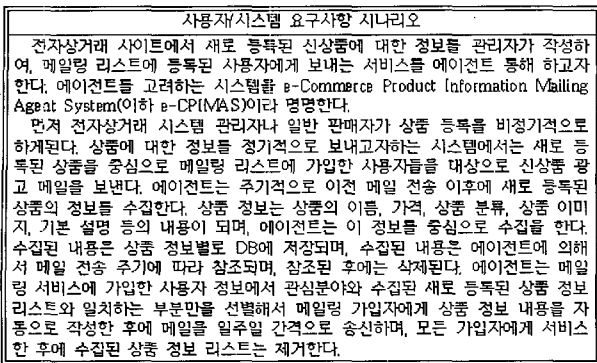 사용자/시스템 요구사항 시나리오
전자상거래 사이트에서 새로 등록된 신상품에 대한 정보를 관리자가 작성하
여, 메일링 리스트에 등록된 사용자에게 보내는 서비스를 에이전트 통해 하고자
한다. 에이전트를 고려하는 시스템을 e-Commerce Product Information Mailing
Agent System(이하 e-CPIMAS)이라 명명한다.
먼저 전자상거래 시스템 관리자나 일반 판매자가 상품 등록을 비정기적으로
하게된다. 상품에 대한 정보를 정기적으로 보내고자하는 시스템에서는 새로 등
록된 상품을 중심으로 메일링 리스트에 가입한 사용자들을 대상으로 신상품 광
고 메일을 보낸다. 에이전트는 주기적으로 이전 메일 전송 이후에 새로 등록된
상품의 정보를 수집한다. 상품 정보는 상품의 이름, 가격, 상품 분류, 상품 이미
지, 기본 설명 등의 내용이 되며, 에이전트는 이 정보를 중심으로 수집을 한다.
수집된 내용은 상품 정보별로 DB에 저장되며, 수집된 내용은 에이전트에 의해
서 메일 전송 주기에 따라 참조되며, 참조된 후에는 삭제된다. 에이전트는 메일
링 서비스에 가입한 사용자 정보에서 관심분야와 수집된 새로 등록된 상품 정보
리스트와 일치하는 부분만을 선별해서 메일링 가입자에게 상품 정보 내용을 자
동으로 작성한 후에 메일을 일주일 간격으로 송신하며, 모든 가입자에게 서비스
한 후에 수집된 상품 정보 리스트는 제거한다.